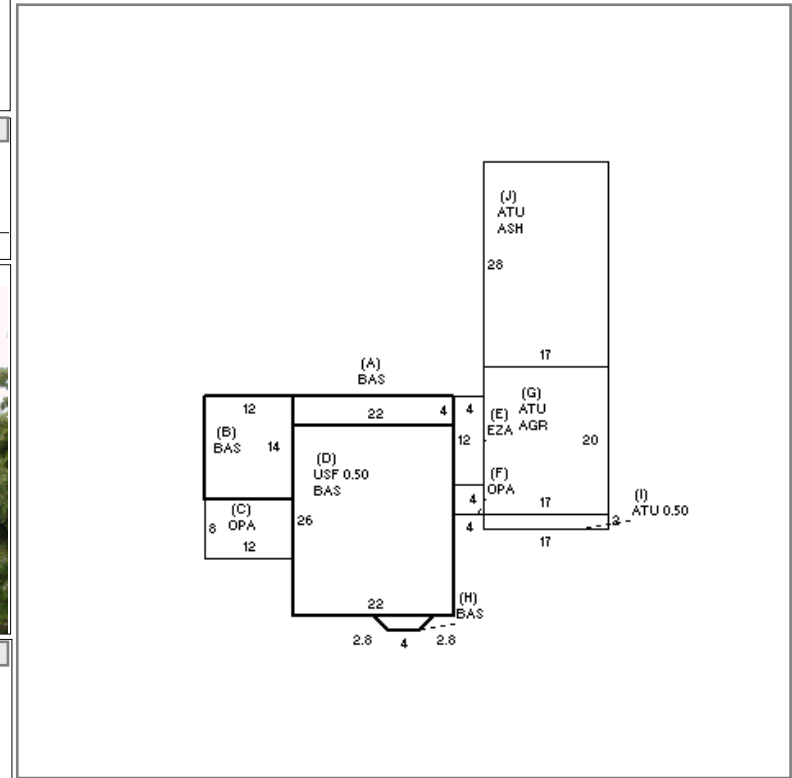 (J)
ATU
ASH
28
17
(A)
BAS
12
22
4
4
(B)
BAS
14
(E)
EZA
12
(G)
ATU
AGR
20
(D)
USF 0.50
BAS
26
(F)
OPA
4
17
(I)
ATU 0.50
2
(C)
OPA
8
12
4
17
22
(H)
BAS
2.8
4
2.8